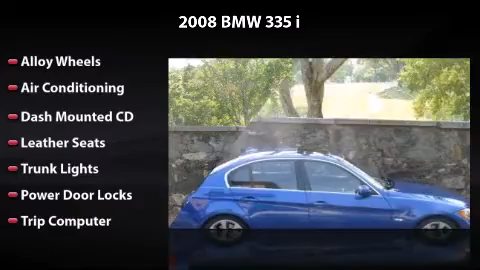 2008 BMW 335 i
Alloy Wheels
Air Conditioning
Dash Mounted CD
Leather Seats
Trunk Lights
Power Door Locks
Trip Computer